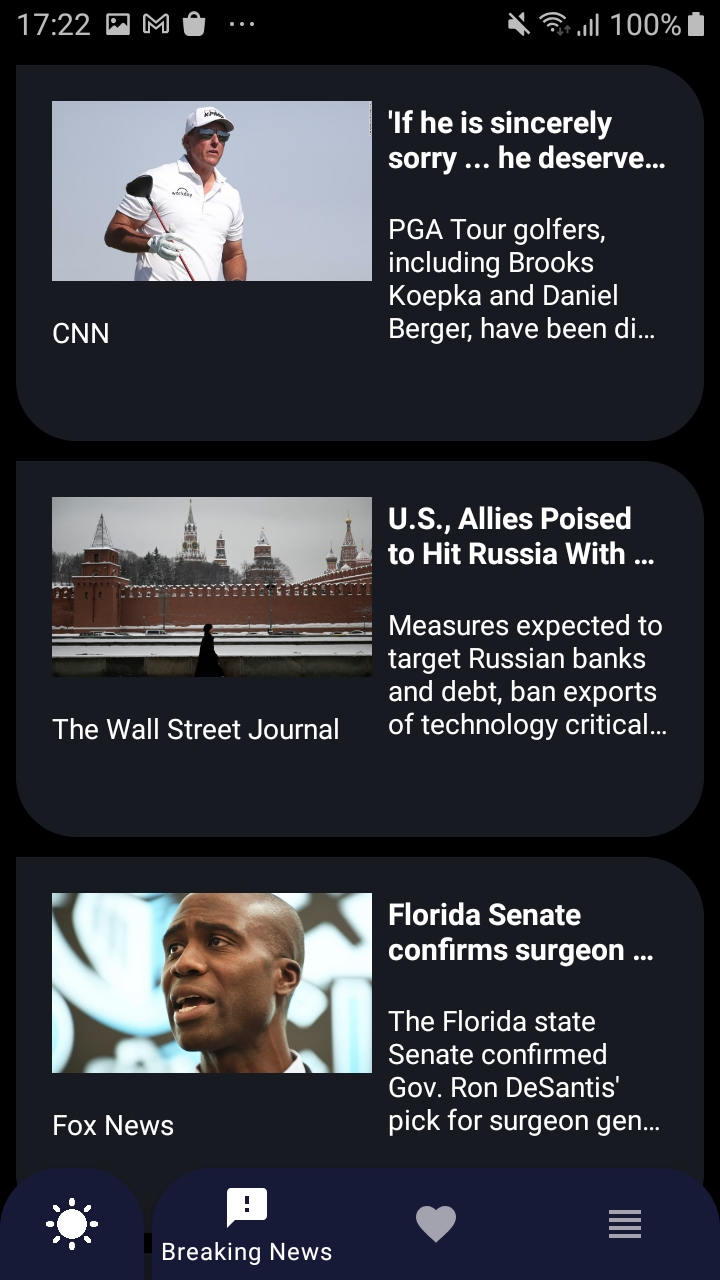 17:22 ... 100%
'If he is sincerely
sorry ... he deserve...
PGA Tour golfers,
including Brooks
Koepka and Daniel
Berger, have been di...
CNN
U.S., Allies Poised
to Hit Russia With ...
Measures expected to
target Russian banks
and debt, ban exports
of technology critical...
The Wall Street Journal
Florida Senate
confirms surgeon ...
The Florida state
Senate confirmed
Gov. Ron DeSantis'
pick for surgeon gen...
Fox News
Breaking News